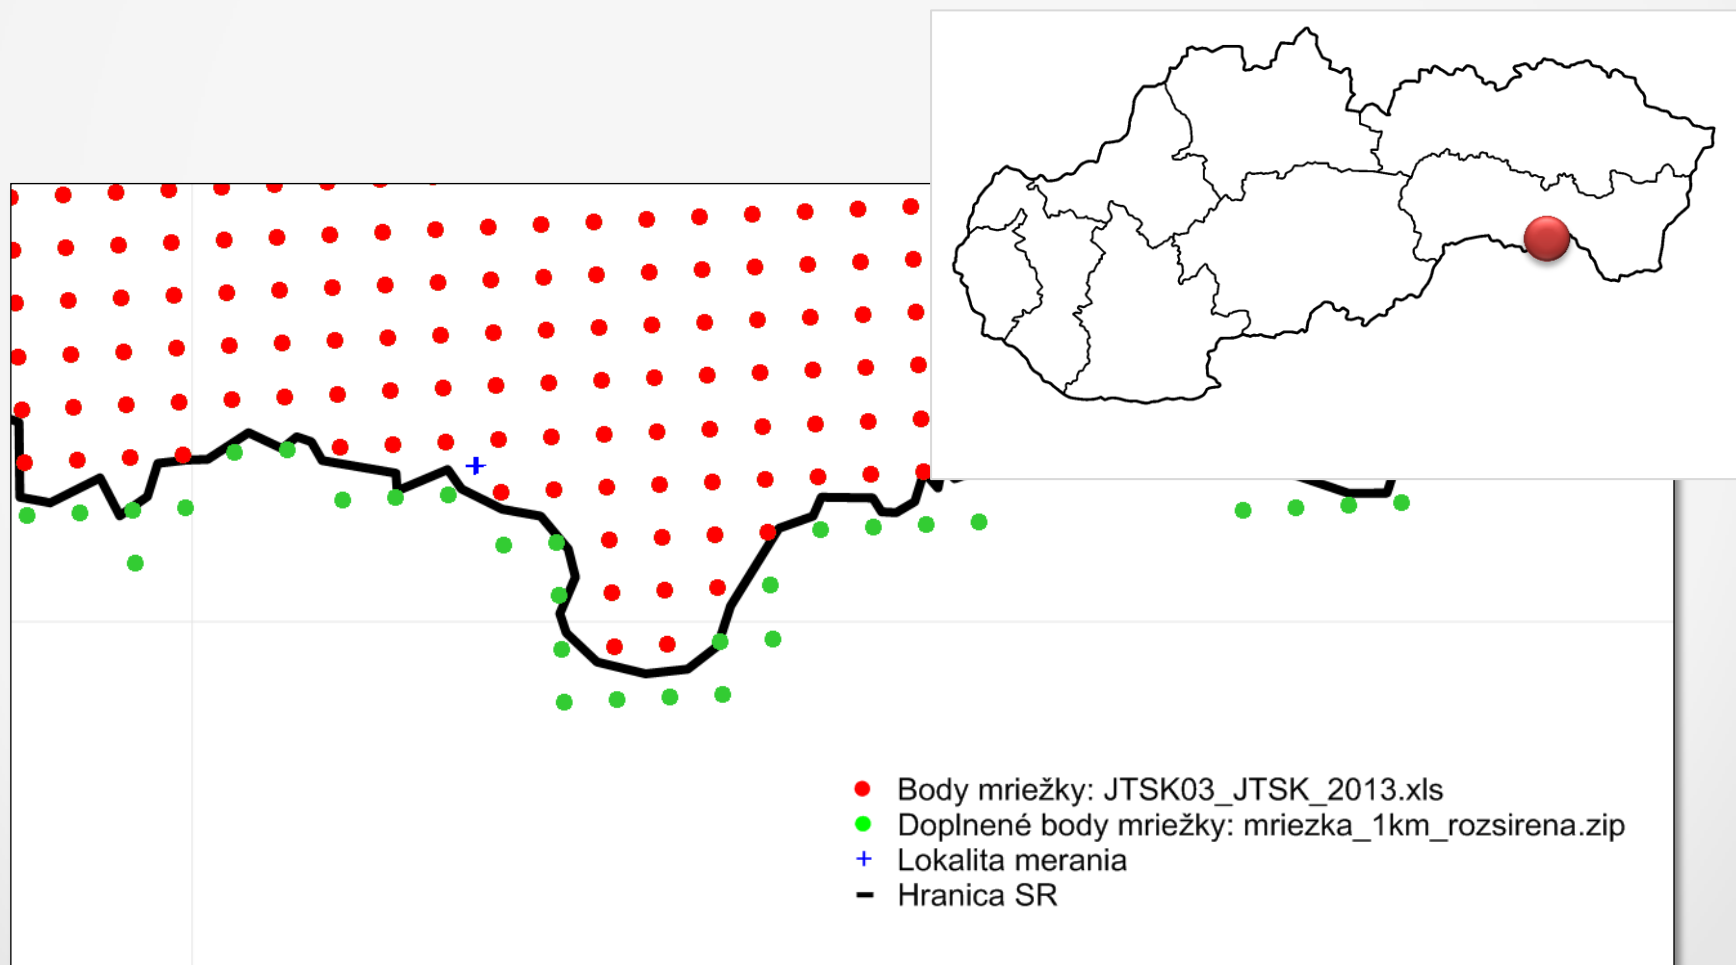 Body mriežky: JTSK03_JTSK_2013.xls
Doplnené body mriežky: mriezka_1km_rozsirena.zip
Lokalita merania
Hranica SR